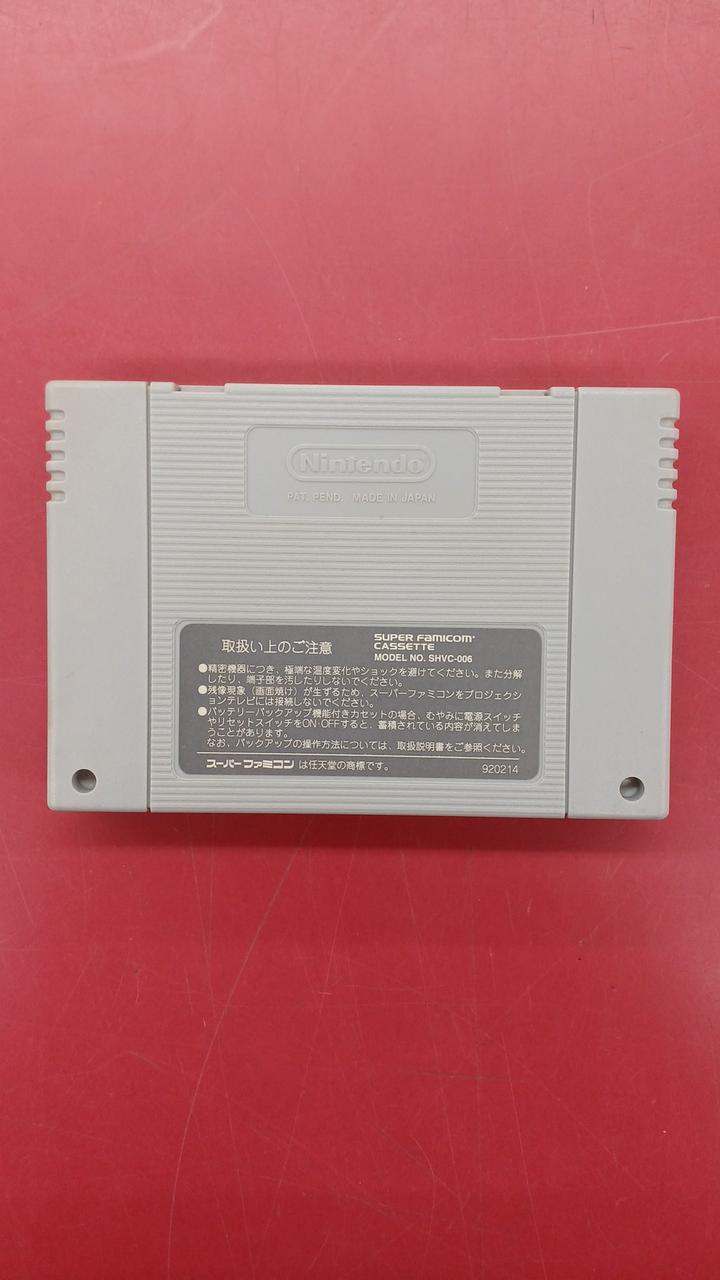 Nintendo
PAT. PEND. MADE IN JAPAN
取扱い上のご注意
SUPER FAMICOM
CASSETTE
MODEL NO. SHVC-006
●精密機器につき、極端な温度変化やショックを避けてください。また分解
したり、端子部を汚したりしないでください。
●残像現象（画面焼け）が生ずるため、スーパーファミコンをプロジェクシ
ョンテレビには接続しないでください。
●バッテリーバックアップ機能付きカセットの場合、むやみに電源スイッチ
やリセットスイッチをON・OFFすると、蓄積されている内容が消えてしま
うことがあります。
なお、バックアップの操作方法については、取扱説明書をご参照ください。
スーパーファミコンは任天堂の商標です。
920214